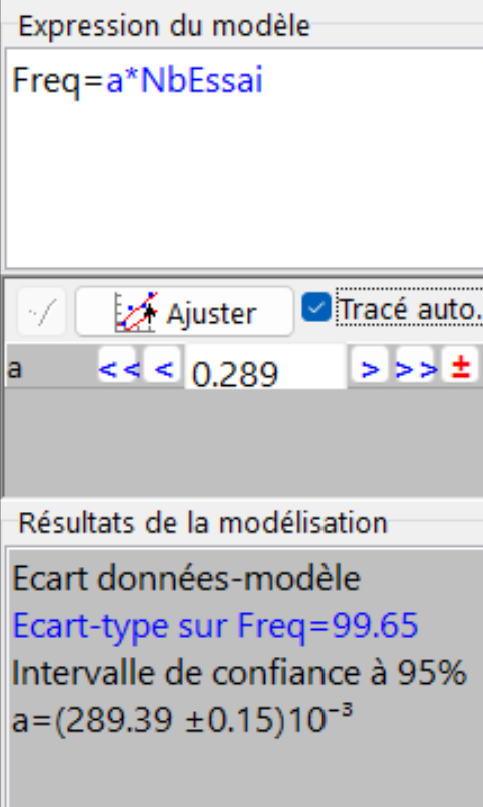 Expression du modèle
Freq=a*NbEssai
Ajuster
Tracé auto.
a << < 0.289 > >> ±
Résultats de la modélisation
Ecart données-modèle
Ecart-type sur Freq=99.65
Intervalle de confiance à 95%
a=(289.39 ±0.15)10⁻³